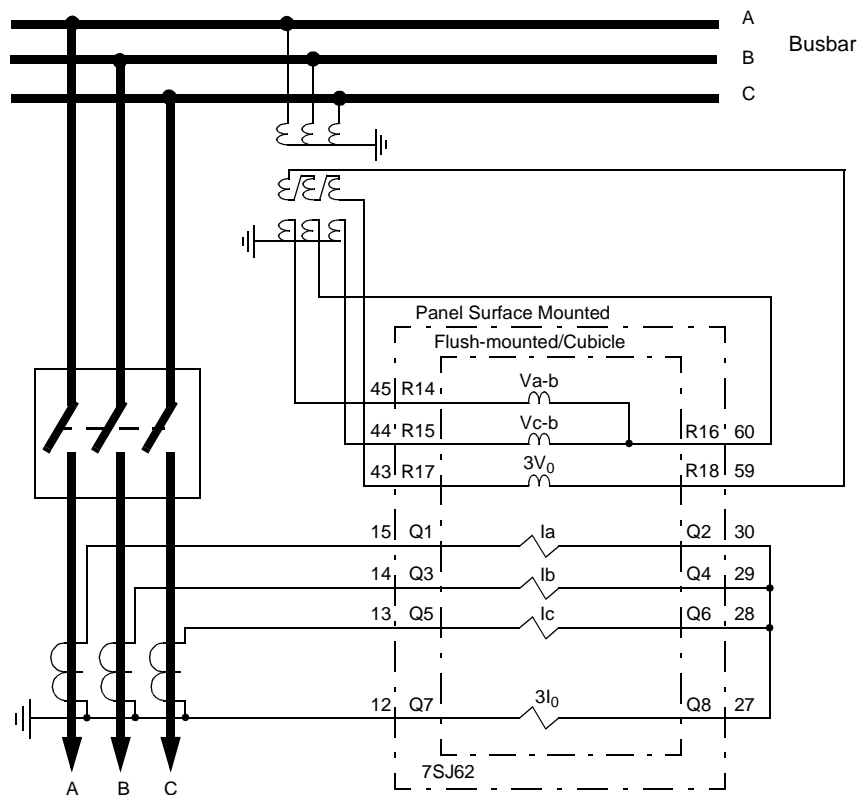 A
B
C
Busbar
Panel Surface Mounted
Flush-mounted/Cubicle
45 R14 Va-b
44 R15 Vc-b R16 60
43 R17 3V0 R18 59
15 Q1 Ia Q2 30
14 Q3 Ib Q4 29
13 Q5 Ic Q6 28
12 Q7 3I0 Q8 27
7SJ62
A B C